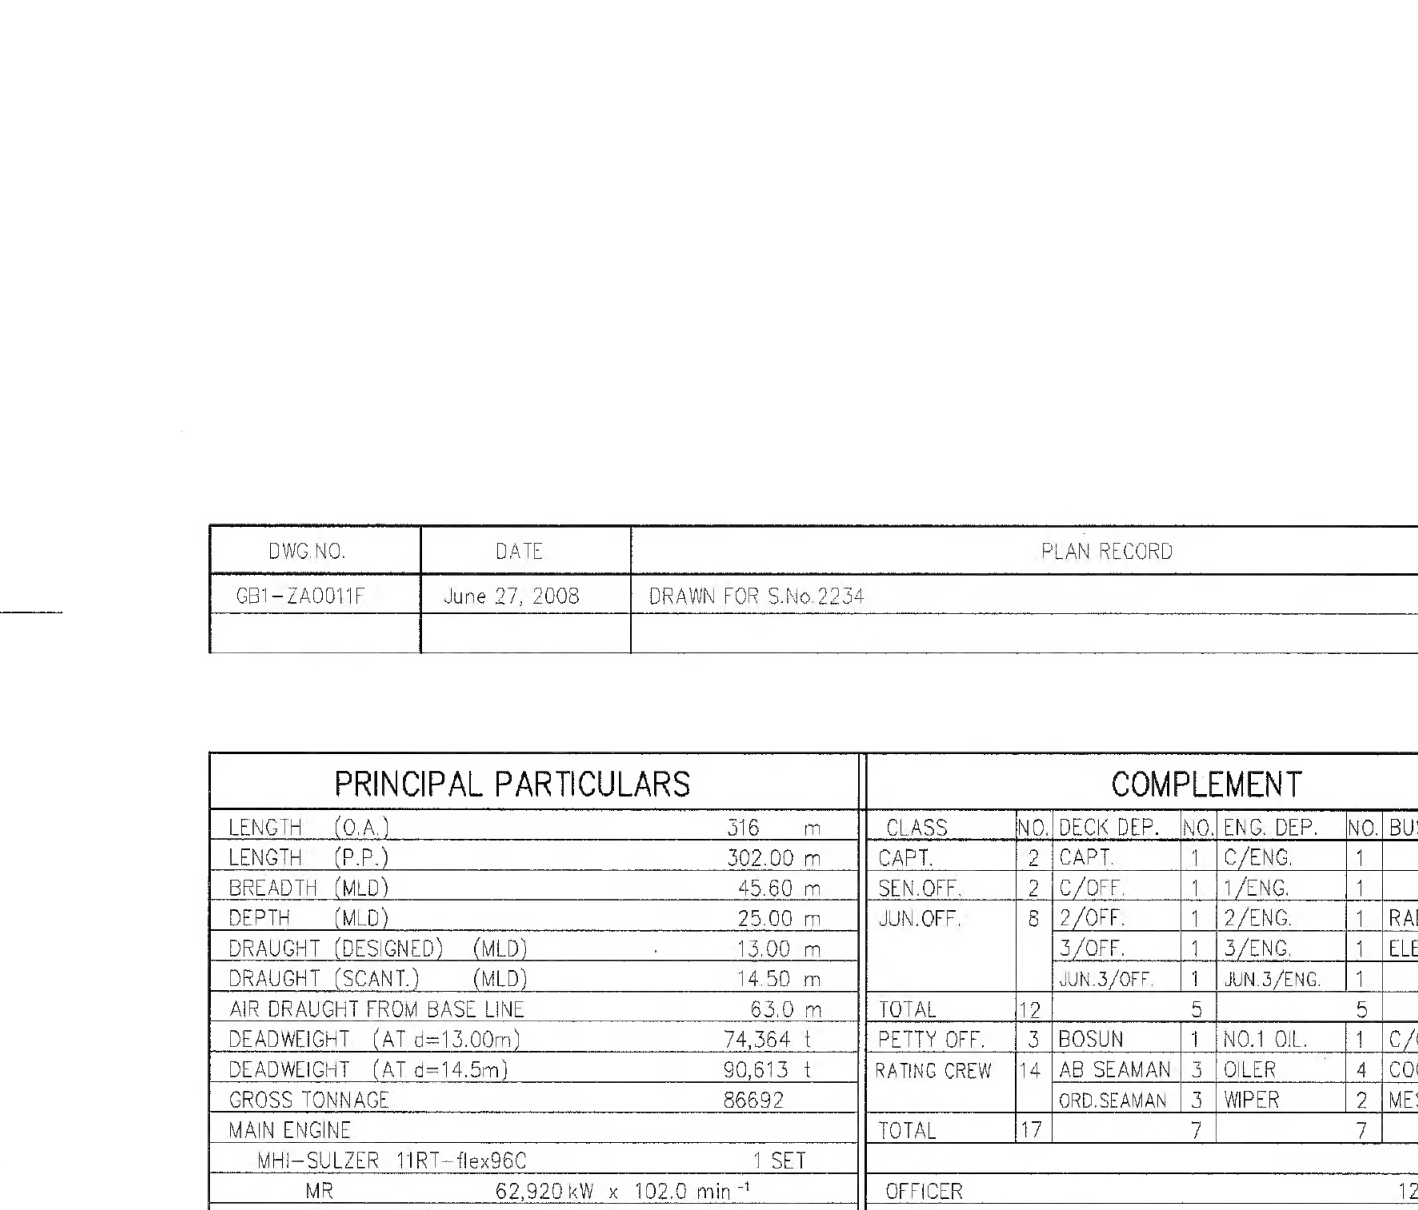 DWG.NO. DATE PLAN RECORD
GB1-ZA0011F June 27, 2008 DRAWN FOR S.No.2234
PRINCIPAL PARTICULARS COMPLEMENT
LENGTH (O.A.) 316 m CLASS NO. DECK DEP. NO. ENG. DEP. NO.
LENGTH (P.P.) 302.00 m CAPT. 2 CAPT. 1 C/ENG. 1
BREADTH (MLD) 45.60 m SEN.OFF. 2 C/OFF. 1 1/ENG. 1
DEPTH (MLD) 25.00 m JUN.OFF. 8 2/OFF. 1 2/ENG. 1
DRAUGHT (DESIGNED) (MLD) 13.00 m 3/OFF. 1 3/ENG. 1
DRAUGHT (SCANT.) (MLD) 14.50 m JUN.3/OFF. 1 JUN.3/ENG. 1
AIR DRAUGHT FROM BASE LINE 63.0 m TOTAL 12 5 5
DEADWEIGHT (AT d=13.00m) 74,364 t PETTY OFF. 3 BOSUN 1 NO.1 OIL. 1
DEADWEIGHT (AT d=14.5m) 90,613 t RATING CREW 14 AB SEAMAN 3 OILER 4
GROSS TONNAGE 86692 ORD.SEAMAN 3 WIPER 2
MAIN ENGINE TOTAL 17 7 7
MHI-SULZER 11RT-flex96C 1 SET
MR 62,920 kW x 102.0 min⁻¹ OFFICER 12